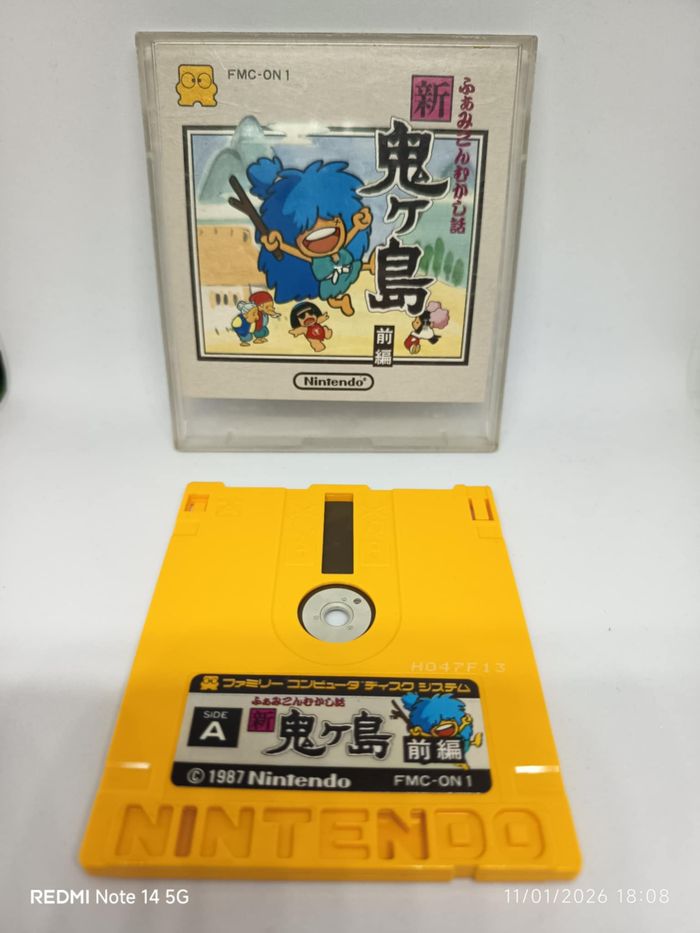 FMC-ON1
新
ふぁみこんむかし話
鬼ヶ島
前編
Nintendo®
H047F13
ファミリー コンピュータ ディスク システム
SIDE A
ふぁみこんむかし話
新
鬼ヶ島
前編
© 1987 Nintendo
FMC-ON1
NINTENDO
REDMI Note 14 5G
11/01/2026 18:08